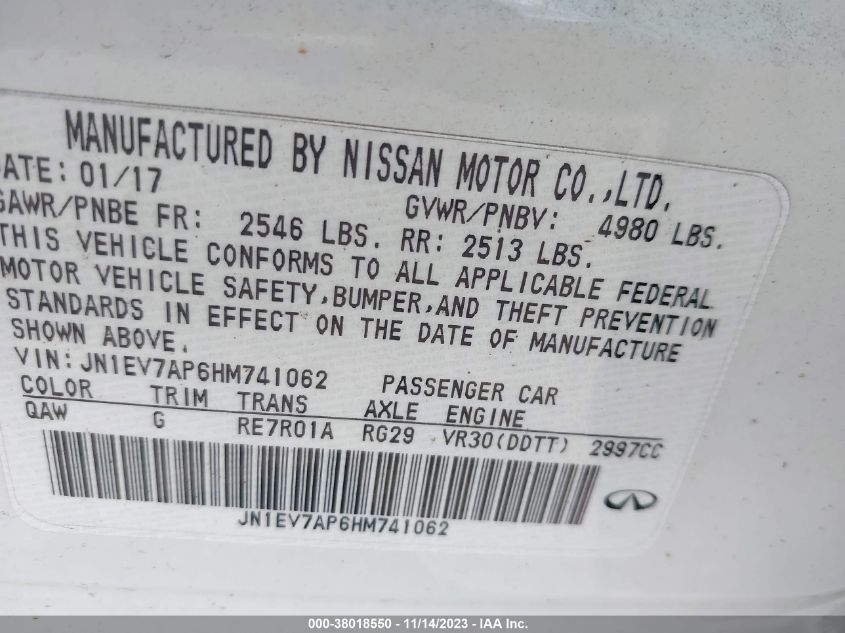 MANUFACTURED BY NISSAN MOTOR CO.,LTD.
DATE: 01/17 GVWR/PNBV: 4980 LBS.
GAWR/PNBE FR: 2546 LBS. RR: 2513 LBS.
THIS VEHICLE CONFORMS TO ALL APPLICABLE FEDERAL
MOTOR VEHICLE SAFETY,BUMPER,AND THEFT PREVENTION
STANDARDS IN EFFECT ON THE DATE OF MANUFACTURE
SHOWN ABOVE.
VIN:JN1EV7AP6HM741062 PASSENGER CAR
COLOR TRIM TRANS AXLE ENGINE
QAW G RE7R01A RG29 VR30(DDTT) 2997CC
JN1EV7AP6HM741062
000-38018550 | 11/14/2023 - IAA Inc.